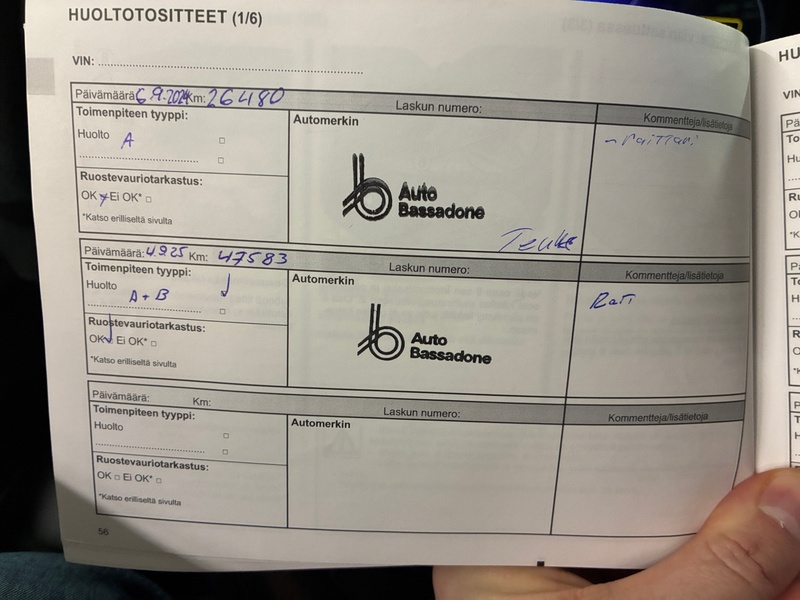 HUOLTOTOSITTEET (1/6)
VIN:
Päivämäärä 6.9.2024 Km: 26480
Laskun numero:
Kommentteja/lisätietoja
Toimenpiteen tyyppi:
Automerkin
Huolto A
Ruostevauriotarkastus:
OK Ei OK*
*Katso erilliseltä sivulta
Auto
Bassadone
Päivämäärä: 4.9.25 Km: 47583
Laskun numero:
Kommentteja/lisätietoja
Toimenpiteen tyyppi:
Automerkin
Huolto
A+B
Ruostevauriotarkastus:
OK Ei OK*
*Katso erilliseltä sivulta
Auto
Bassadone
Päivämäärä: Km:
Laskun numero:
Kommentteja/lisätietoja
Toimenpiteen tyyppi:
Automerkin
Huolto
Ruostevauriotarkastus:
OK Ei OK*
*Katso erilliseltä sivulta
56
HU
VIN